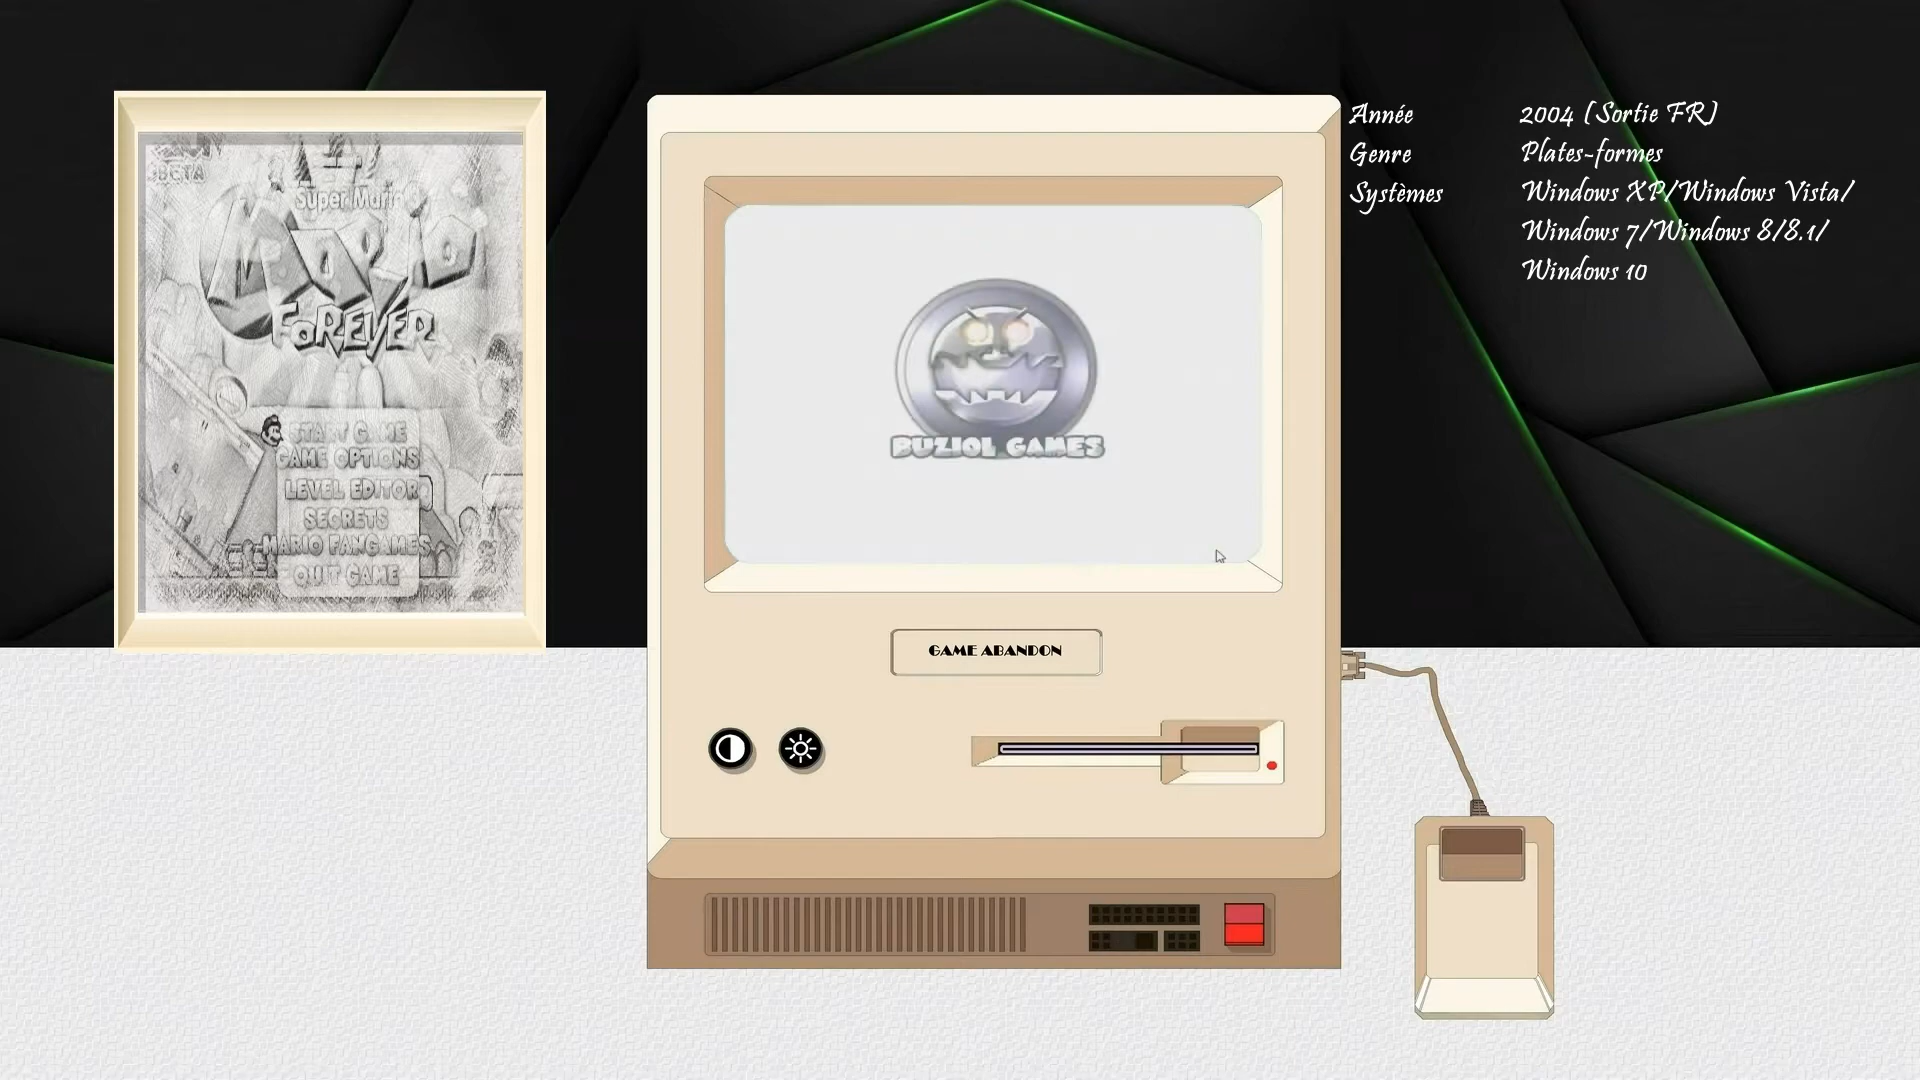 BETA
Super Mario
MARIO
FOREVER
START GAME
GAME OPTIONS
LEVEL EDITOR
SECRETS
MARIO FANGAMES
QUIT GAME
BUZIOL GAMES
GAME ABANDON
Année 2004 [Sortie FR]
Genre Plates-formes
Systèmes Windows XP/Windows Vista/
Windows 7/Windows 8/8.1/
Windows 10